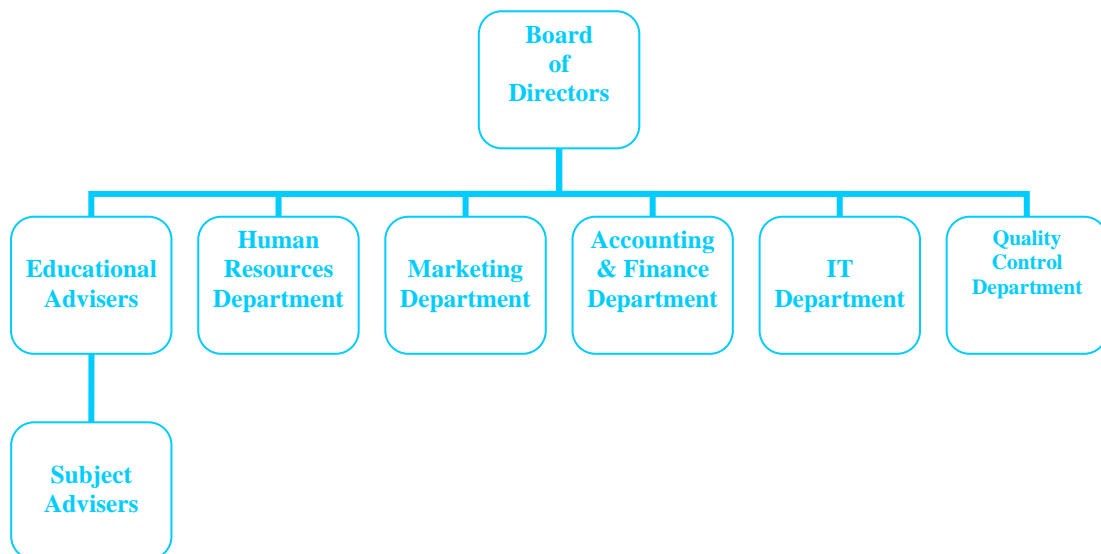 Board
of
Directors
Educational
Advisers
Human
Resources
Department
Marketing
Department
Accounting
& Finance
Department
IT
Department
Quality
Control
Department
Subject
Advisers